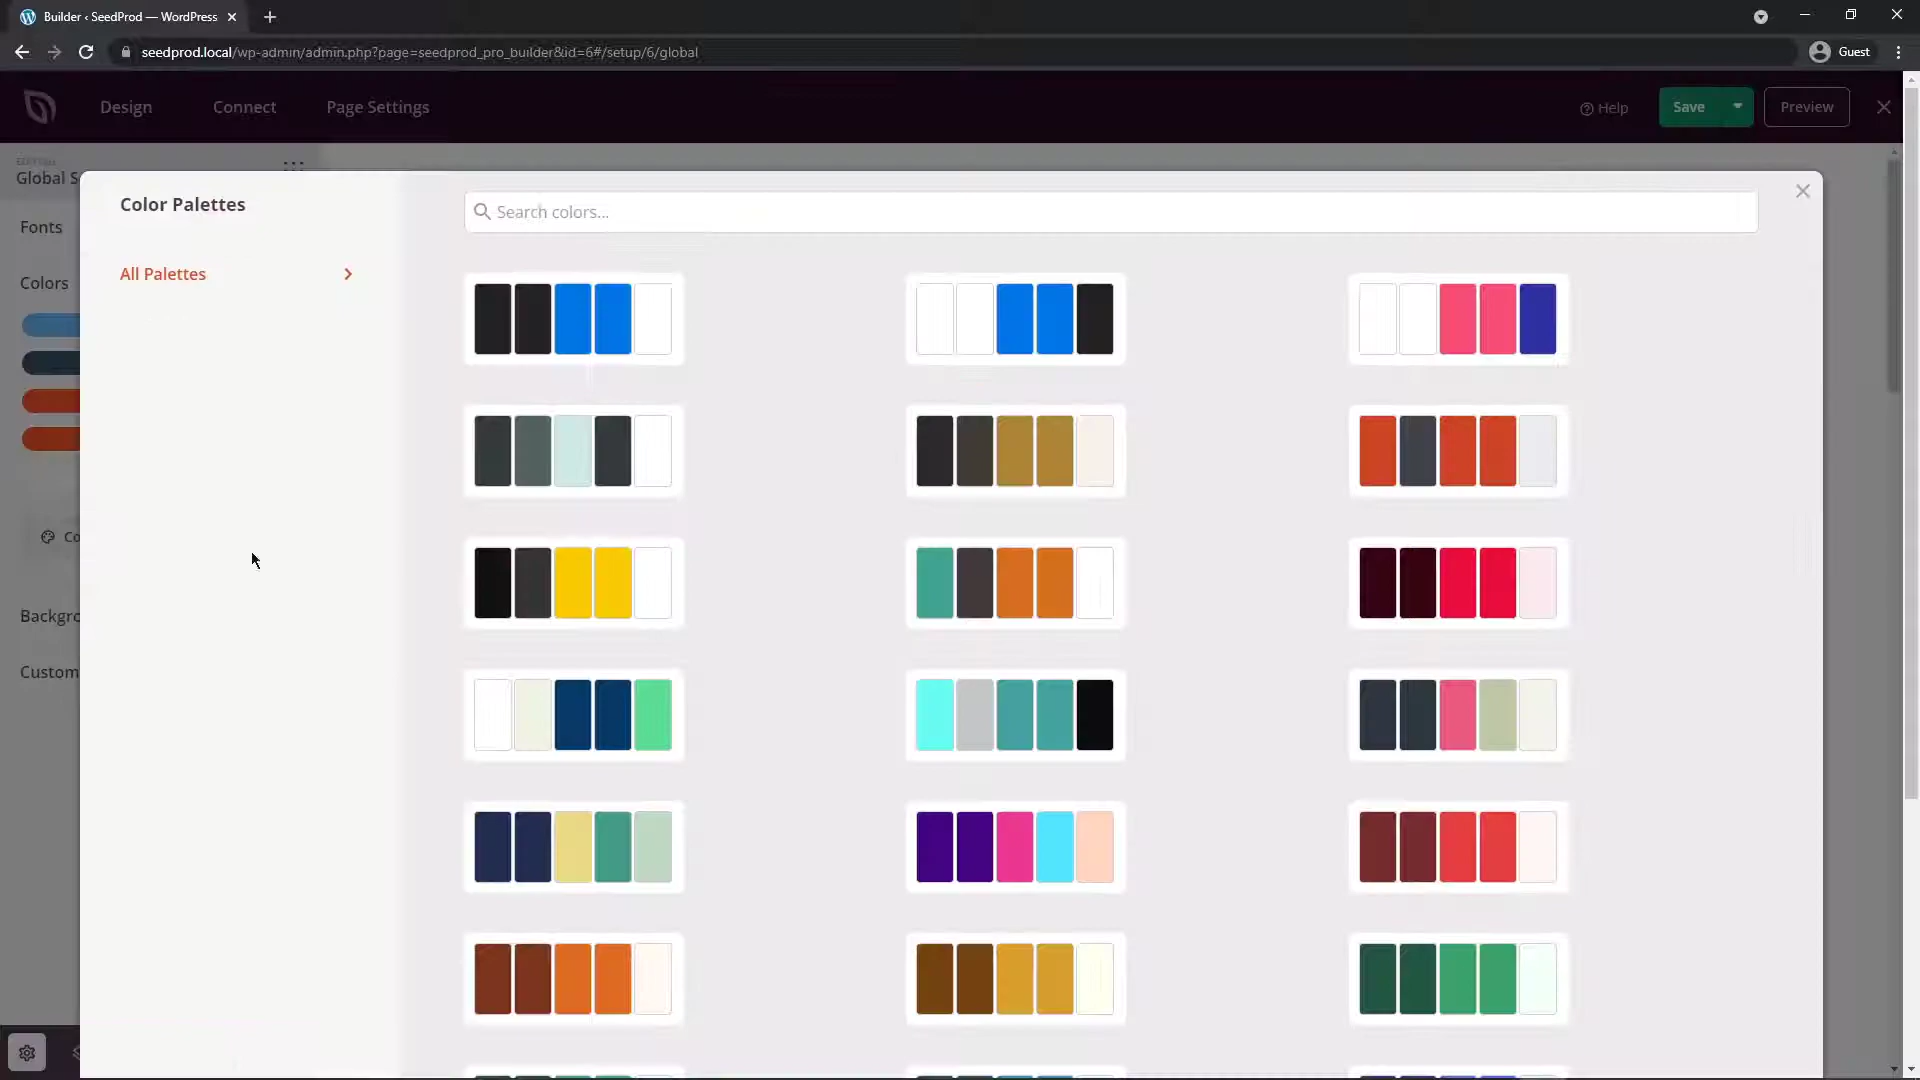 Builder ‹ SeedProd — WordPress
seedprod.local/wp-admin/admin.php?page=seedprod_pro_builder&id=6#/setup/6/global
Guest
Design
Connect
Page Settings
Help
Save
Preview
Global S
Color Palettes
Search colors...
Fonts
All Palettes
Colors
Co
Backgro
Custom